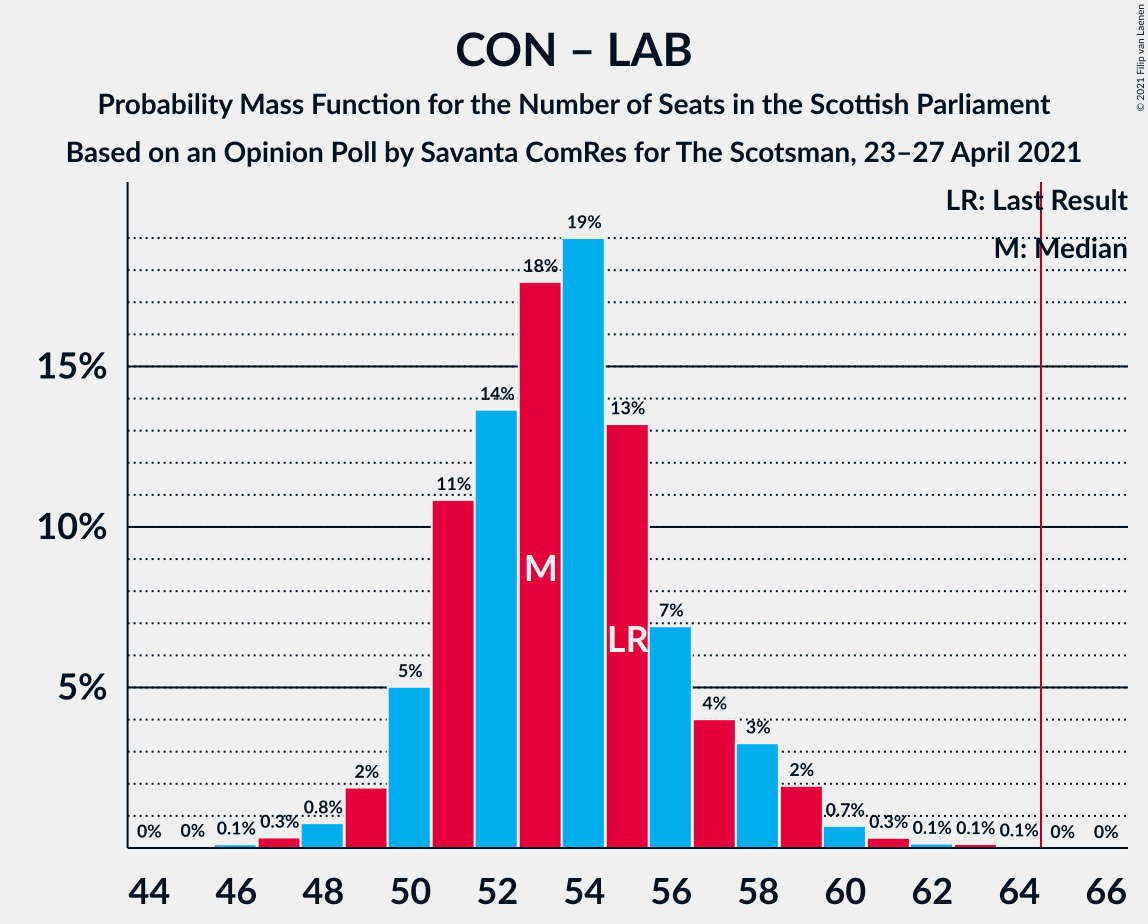 CON – LAB
Probability Mass Function for the Number of Seats in the Scottish Parliament
Based on an Opinion Poll by Savanta ComRes for The Scotsman, 23–27 April 2021
© 2021 Filip van Laenen
LR: Last Result
M: Median
15%
10%
5%
0% 0% 0.1% 0.3% 0.8% 2% 5% 11% 14% 18% 19% 13% 7% 4% 3% 2% 0.7% 0.3% 0.1% 0.1% 0.1% 0% 0%
M
LR
44 46 48 50 52 54 56 58 60 62 64 66